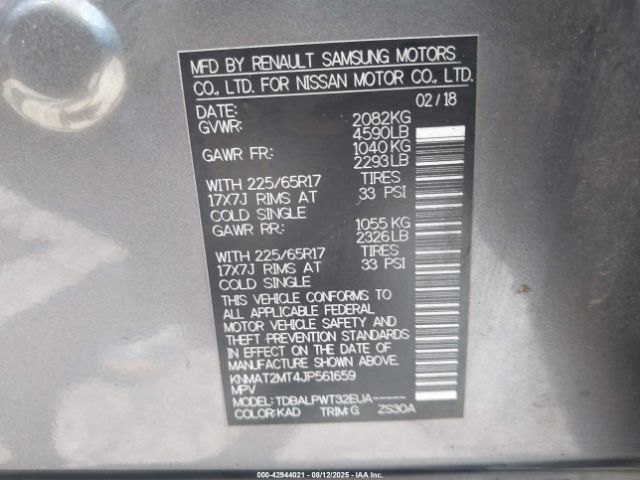 MFD BY RENAULT SAMSUNG MOTORS
CO., LTD. FOR NISSAN MOTOR CO., LTD.
DATE: 02/18
GVWR: 2082KG
4590LB
GAWR FR: 1040KG
2293LB
WITH 225/65R17 TIRES
17X7J RIMS AT 33 PSI
COLD SINGLE
GAWR RR: 1055KG
2326LB
WITH 225/65R17 TIRES
17X7J RIMS AT 33 PSI
COLD SINGLE
THIS VEHICLE CONFORMS TO
ALL APPLICABLE FEDERAL
MOTOR VEHICLE SAFETY AND
THEFT PREVENTION STANDARDS
IN EFFECT ON THE DATE OF
MANUFACTURE SHOWN ABOVE.
KNMAT2MT4JP561659
MPV
MODEL: TDBALPWT32EUA-----
COLOR: KAD TRIM: G ZS30A
000-42944021 - 08/12/2025 - IAAI.COM